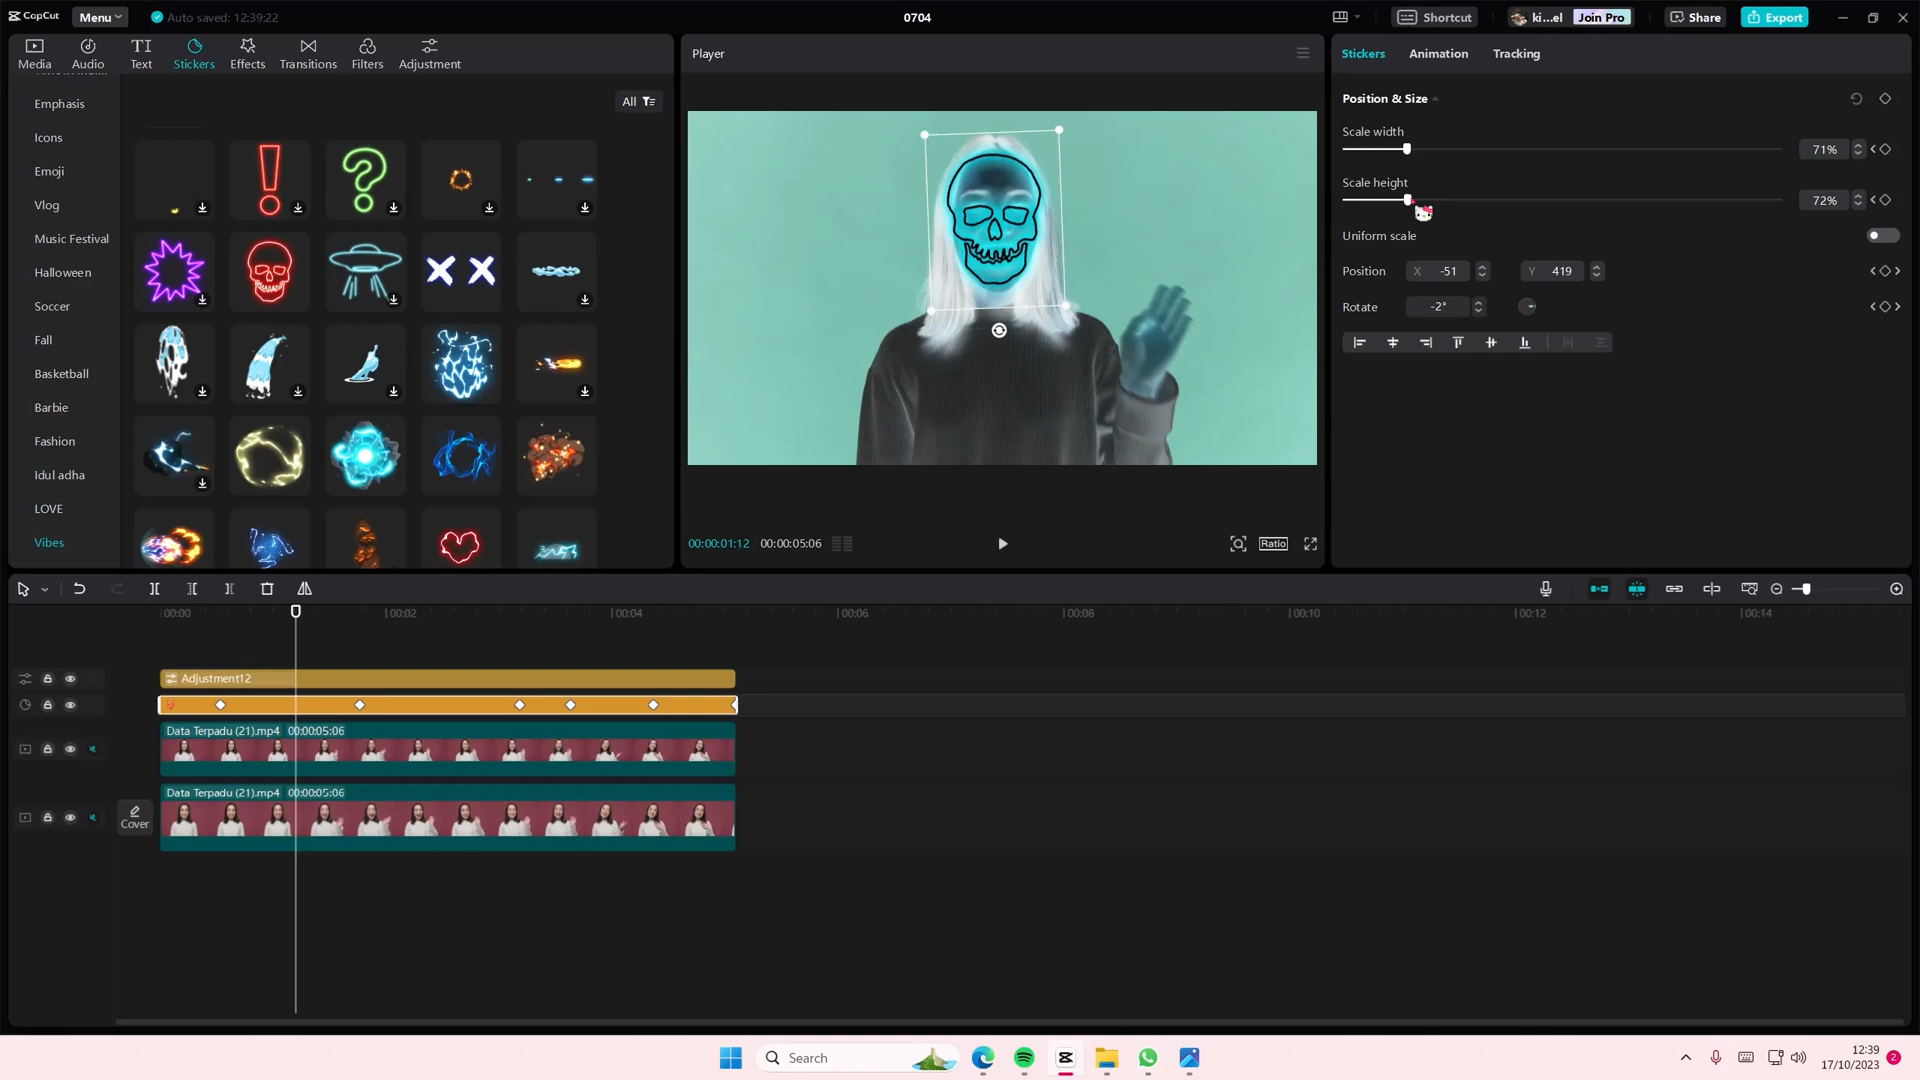 CapCut Menu Auto saved: 12:39:22 0704 Shortcut ki...el Join Pro Share Export
Media Audio Text Stickers Effects Transitions Filters Adjustment
TI
Emphasis
Icons
Emoji
Vlog
Music Festival
Halloween
Soccer
Fall
Basketball
Barbie
Fashion
Idul adha
LOVE
Vibes
All
Player
00:00:01:12 00:00:05:06
Ratio
Stickers Animation Tracking
Position & Size
Scale width
71%
Scale height
72%
Uniform scale
Position X -51 Y 419
Rotate -2°
00:00 00:02 00:04 00:06 00:08 00:10 00:12 00:14
Adjustment12
Data Terpadu (21).mp4 00:00:05:06
Data Terpadu (21).mp4 00:00:05:06
Cover
Search
12:39
17/10/2023
2